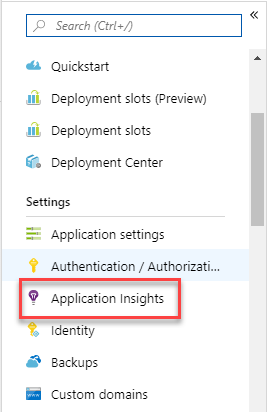 Search (Ctrl+/)
Quickstart
Deployment slots (Preview)
Deployment slots
Deployment Center
Settings
Application settings
Authentication / Authorizati...
Application Insights
Identity
Backups
Custom domains